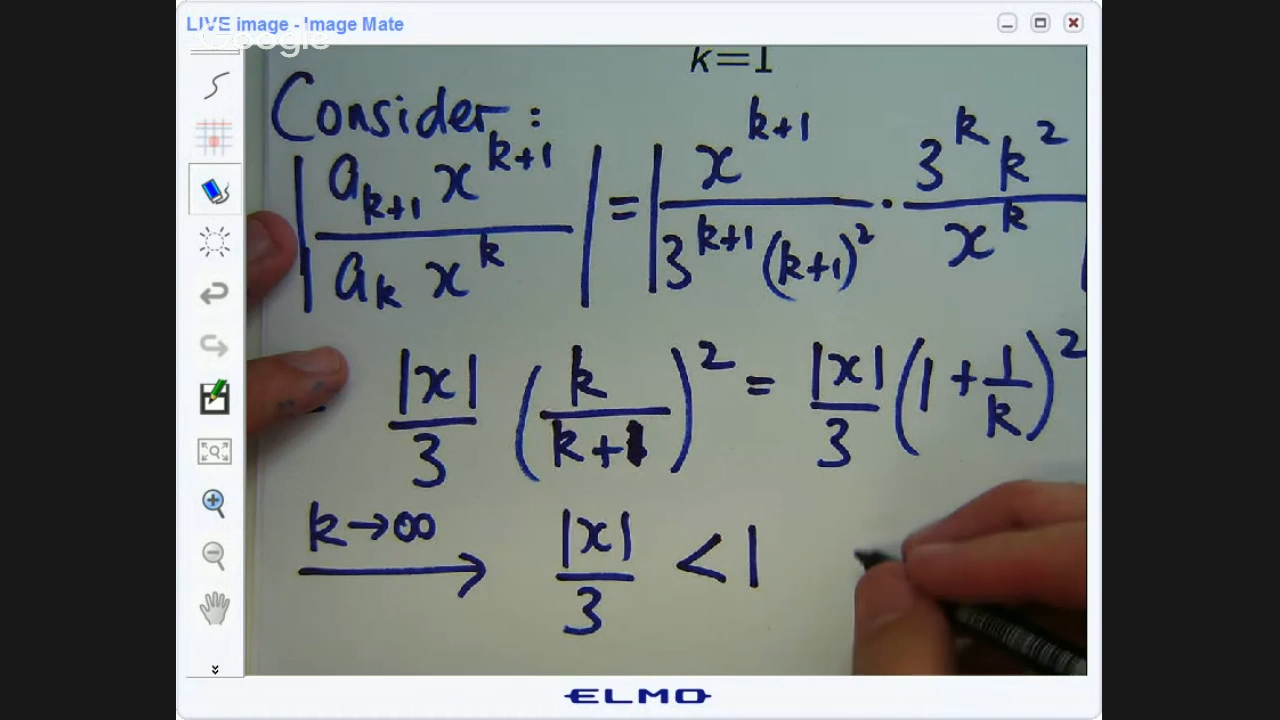 LIVE image - Image Mate
Google
k=1
Consider :
|a_{k+1} x^{k+1} / a_k x^k| = |x^{k+1} / 3^{k+1} (k+1)^2 · 3^k k^2 / x^k|
|x|/3 (k/k+1)^2 = |x|/3 (1 + 1/k)^2
k→∞ ⟶ |x|/3 < 1
ELMO